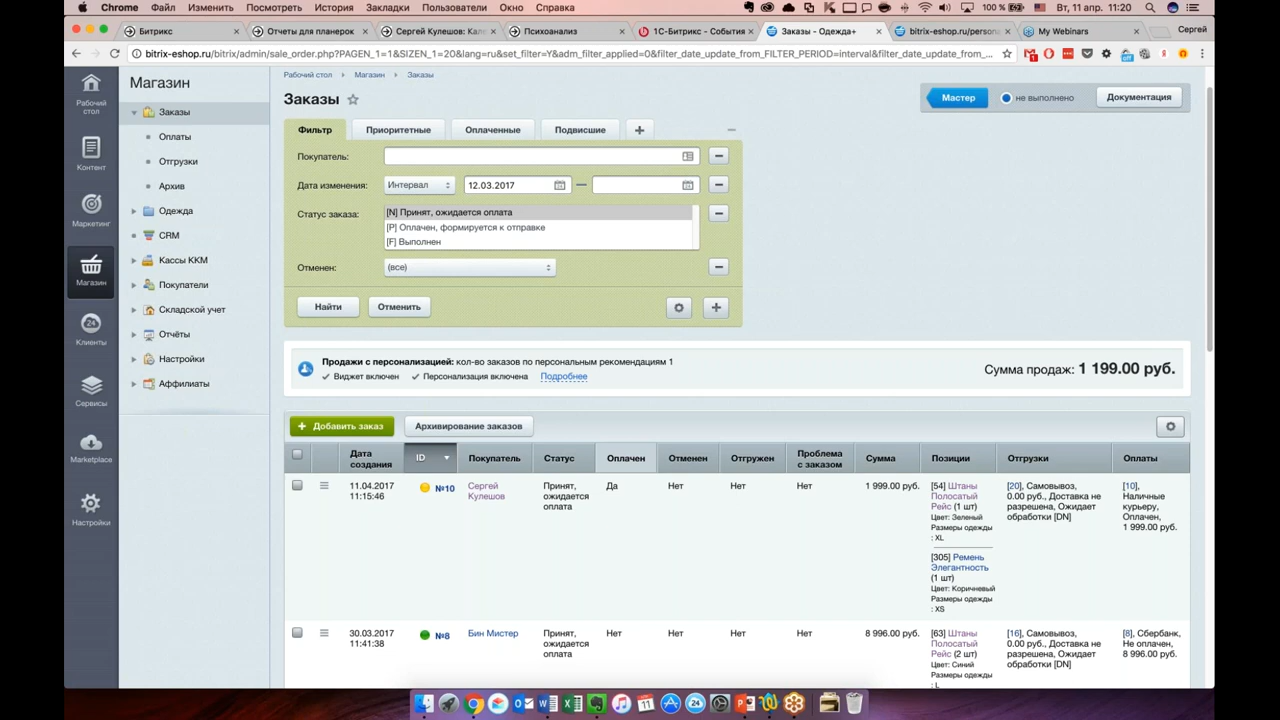 Chrome Файл Изменить Посмотреть История Закладки Пользователи Окно Справка 100 % Вт, 11 апр. 11:20
Битрикс Отчеты для планерок Сергей Кулешов: Кал Психоанализ 1С-Битрикс - События Заказы - Одежда+ bitrix-eshop.ru/persona My Webinars Сергей
bitrix-eshop.ru/bitrix/admin/sale_order.php?PAGEN_1=1&SIZEN_1=20&lang=ru&set_filter=Y&adm_filter_applied=0&filter_date_update_from_FILTER_PERIOD=interval&filter_date_update_from_...
Рабочий стол
Контент
Маркетинг
Магазин
24
Клиенты
Сервисы
Marketplace
Настройки
Магазин
Заказы
Оплаты
Отгрузки
Архив
Одежда
CRM
Кассы ККМ
Покупатели
Складской учет
Отчёты
Настройки
Аффилиаты
Рабочий стол Магазин Заказы
Заказы
Мастер не выполнено Документация
Фильтр Приоритетные Оплаченные Подвисшие
Покупатель:
Дата изменения: Интервал 12.03.2017 —
Статус заказа: [N] Принят, ожидается оплата
[P] Оплачен, формируется к отправке
[F] Выполнен
Отменен: (все)
Найти Отменить
Продажи с персонализацией: кол-во заказов по персональным рекомендациям 1
Виджет включен Персонализация включена Подробнее
Сумма продаж: 1 199.00 руб.
+ Добавить заказ Архивирование заказов
Дата создания ID Покупатель Статус Оплачен Отменен Отгружен Проблема с заказом Сумма Позиции Отгрузки Оплаты
11.04.2017 11:15:46 №10 Сергей Кулешов Принят, ожидается оплата Да Нет Нет Нет 1 999.00 руб.
[54] Штаны
Полосатый
Рейс (1 шт)
Цвет: Зеленый
Размеры одежды
: XL
[305] Ремень
Элегантность
(1 шт)
Цвет: Коричневый
Размеры одежды
: XS
[20], Самовывоз,
0.00 руб., Доставка не
разрешена, Ожидает
обработки [DN]
[10],
Наличные
курьеру,
Оплачен,
1 999.00 руб.
30.03.2017 11:41:38 №8 Бин Мистер Принят, ожидается оплата Нет Нет Нет Нет 8 996.00 руб.
[63] Штаны
Полосатый
Рейс (2 шт)
Цвет: Синий
Размеры одежды
: L
[16], Самовывоз,
0.00 руб., Доставка не
разрешена, Ожидает
обработки [DN]
[8], Сбербанк,
Не оплачен,
8 996.00 руб.